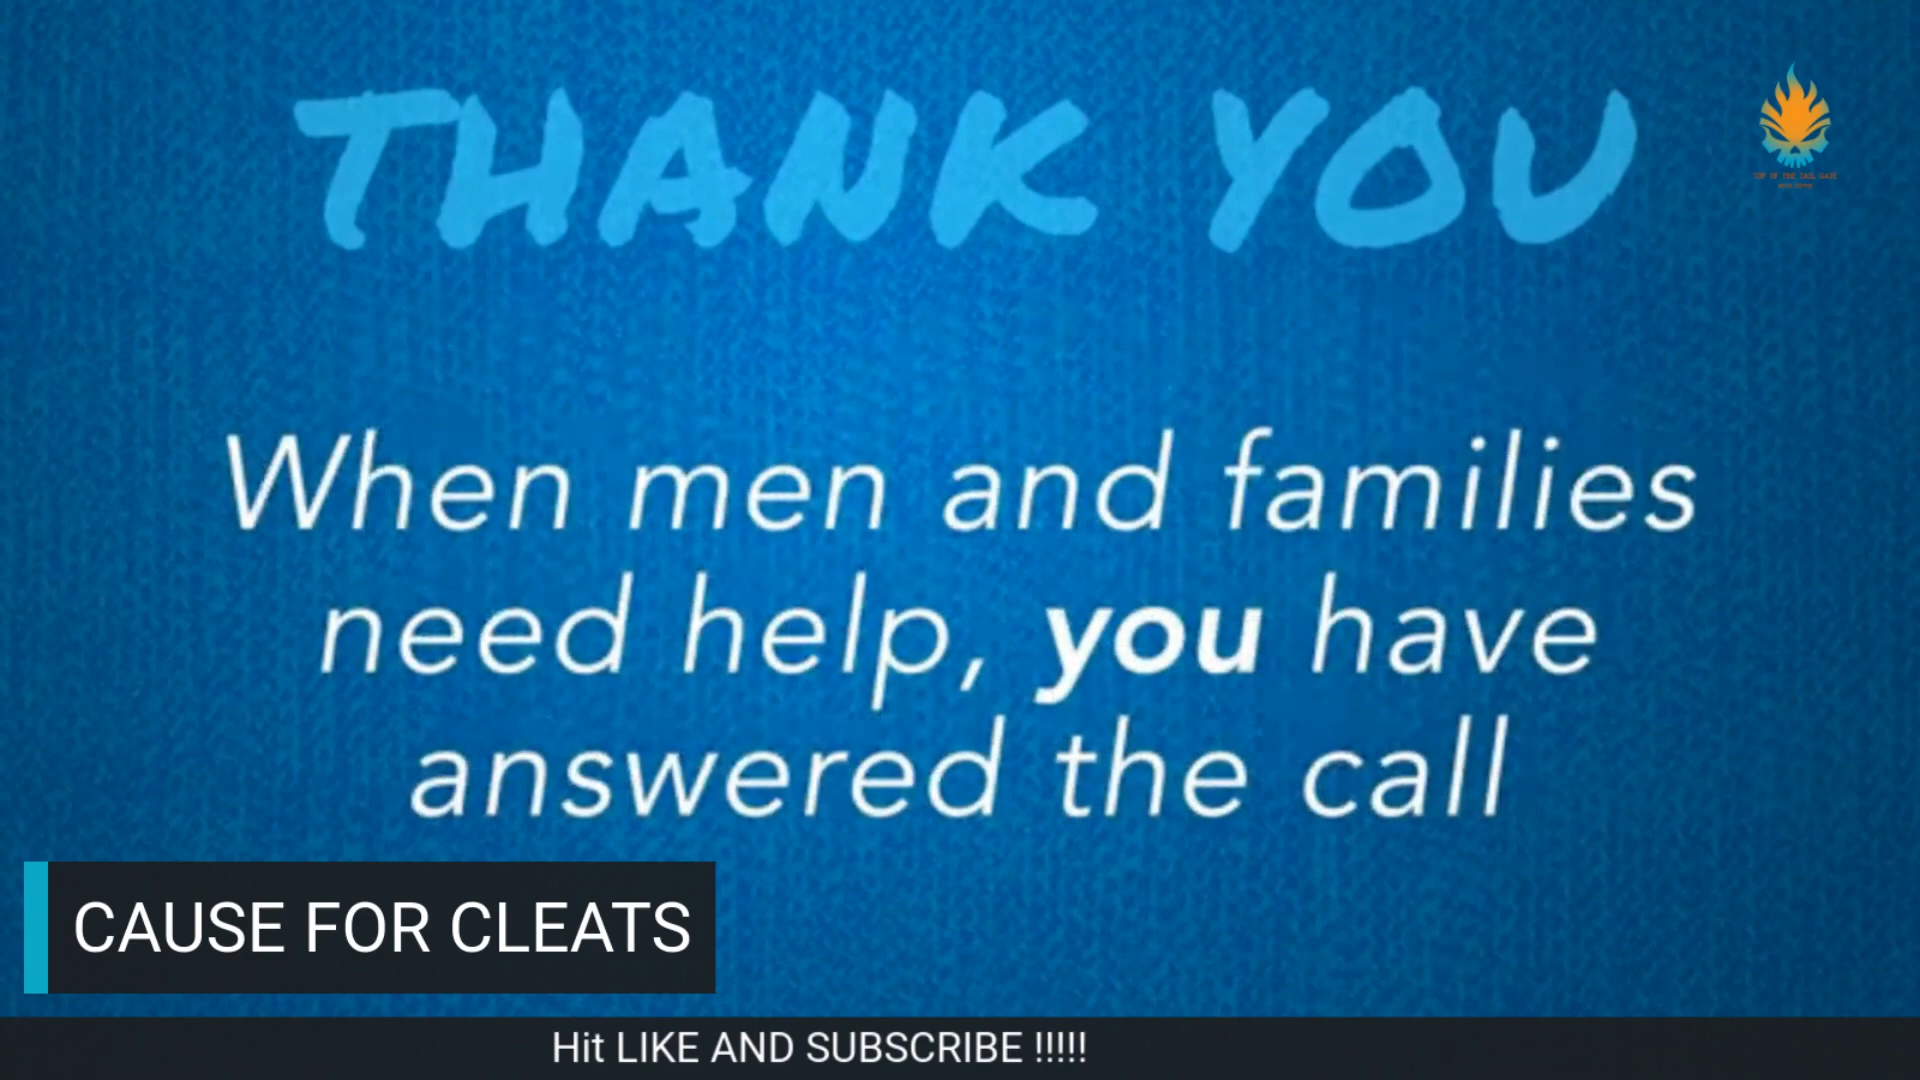 THANK YOU
When men and families
need help, you have
answered the call
CAUSE FOR CLEATS
Hit LIKE AND SUBSCRIBE !!!!!